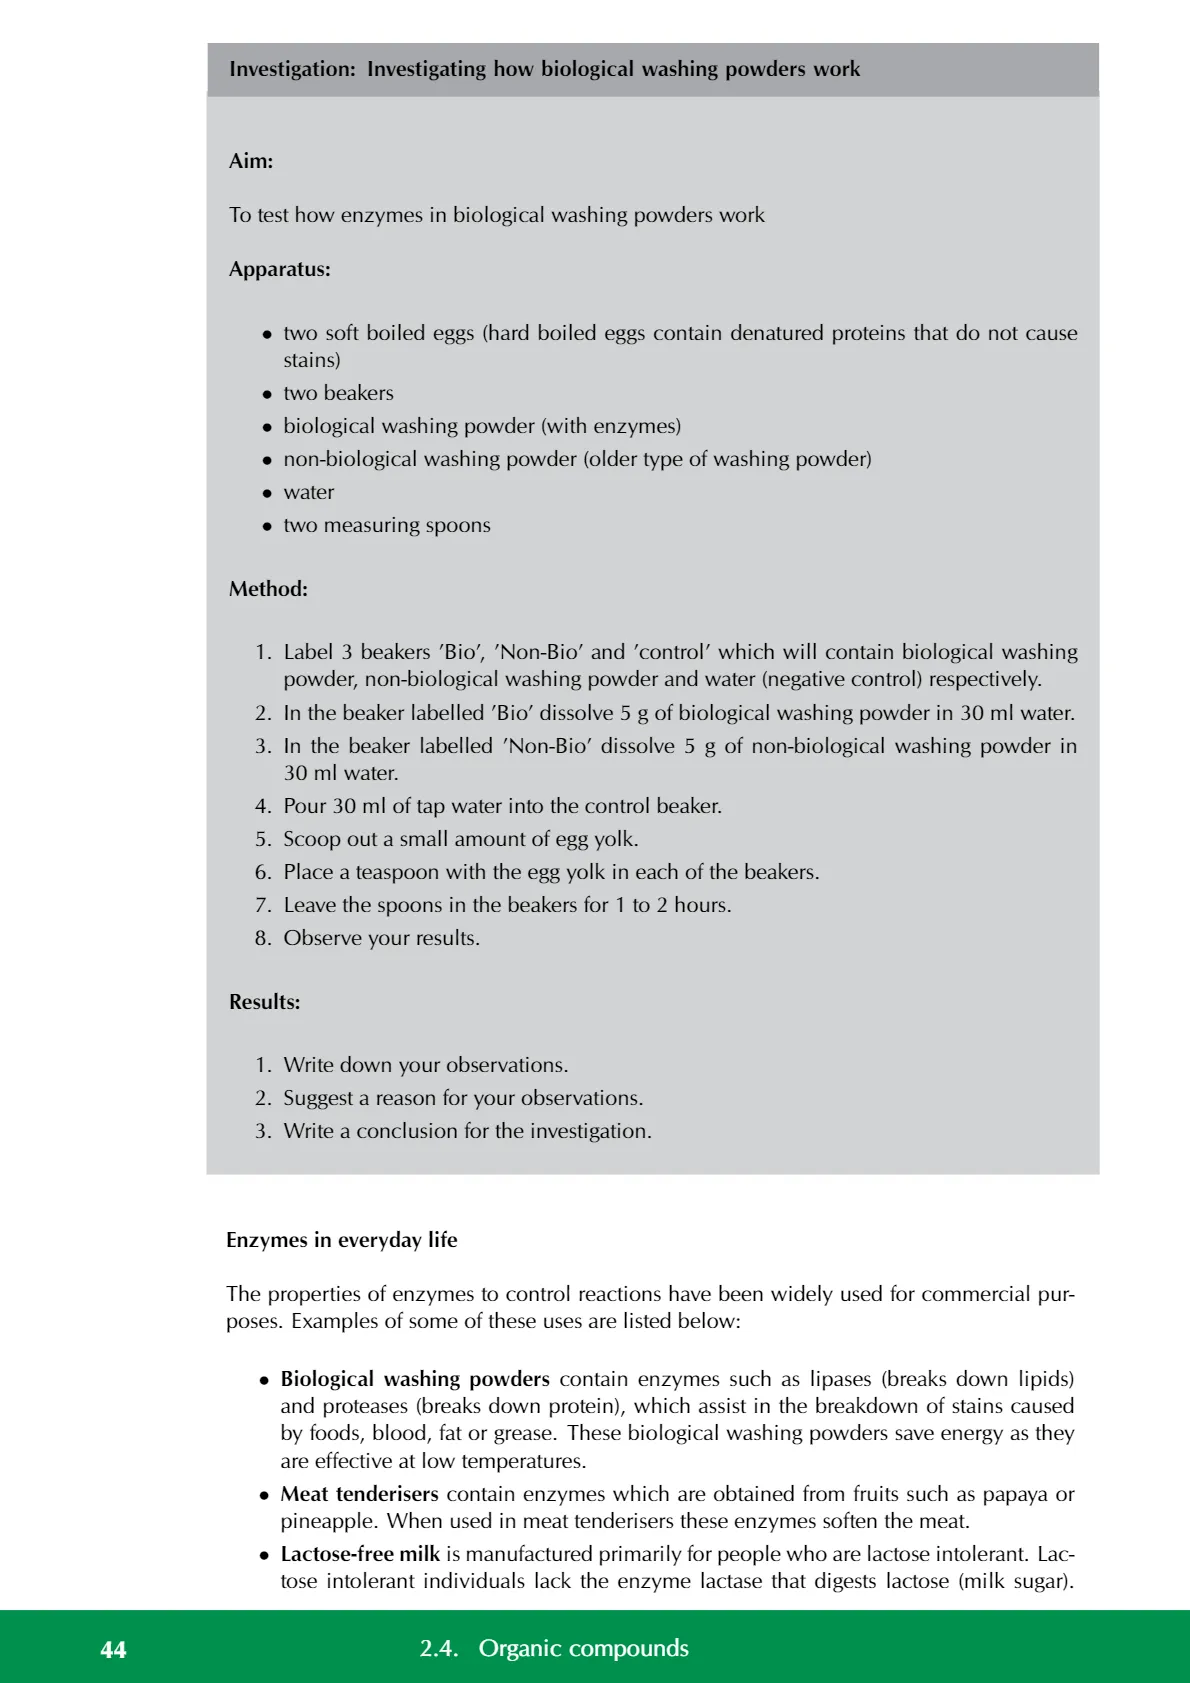 Investigation: Investigating how biological washing powders work
Aim:
To test how enzymes in biological washing powders work
Apparatus:
• two soft boiled eggs (hard boiled eggs contain denatured proteins that do not cause
stains)
• two beakers
• biological washing powder (with enzymes)
• non-biological washing powder (older type of washing powder)
• water
• two measuring spoons
Method:
1. Label 3 beakers ’Bio’, ’Non-Bio’ and ’control’ which will contain biological washing
powder, non-biological washing powder and water (negative control) respectively.
2. In the beaker labelled ’Bio’ dissolve 5 g of biological washing powder in 30 ml water.
3. In the beaker labelled ’Non-Bio’ dissolve 5 g of non-biological washing powder in
30 ml water.
4. Pour 30 ml of tap water into the control beaker.
5. Scoop out a small amount of egg yolk.
6. Place a teaspoon with the egg yolk in each of the beakers.
7. Leave the spoons in the beakers for 1 to 2 hours.
8. Observe your results.
Results:
1. Write down your observations.
2. Suggest a reason for your observations.
3. Write a conclusion for the investigation.
Enzymes in everyday life
The properties of enzymes to control reactions have been widely used for commercial pur-
poses. Examples of some of these uses are listed below:
• Biological washing powders contain enzymes such as lipases (breaks down lipids)
and proteases (breaks down protein), which assist in the breakdown of stains caused
by foods, blood, fat or grease. These biological washing powders save energy as they
are effective at low temperatures.
• Meat tenderisers contain enzymes which are obtained from fruits such as papaya or
pineapple. When used in meat tenderisers these enzymes soften the meat.
• Lactose-free milk is manufactured primarily for people who are lactose intolerant. Lac-
tose intolerant individuals lack the enzyme lactase that digests lactose (milk sugar).
44 2.4. Organic compounds